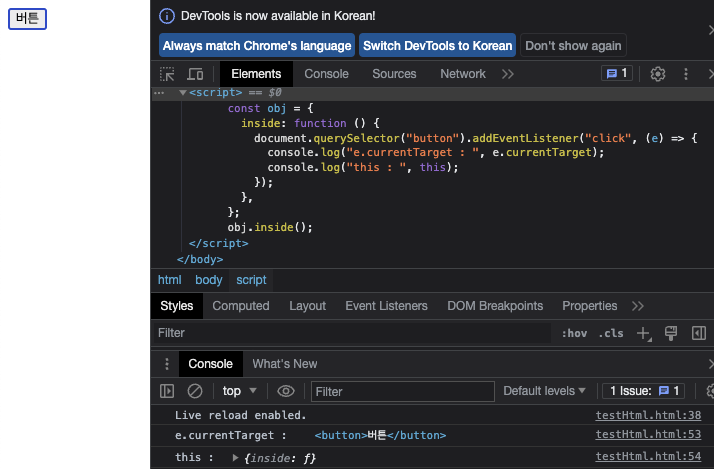 버튼
DevTools is now available in Korean!
Always match Chrome's language Switch DevTools to Korean Don't show again
Elements Console Sources Network 1
<script> == $0
const obj = {
inside: function () {
document.querySelector("button").addEventListener("click", (e) => {
console.log("e.currentTarget : ", e.currentTarget);
console.log("this : ", this);
});
},
};
obj.inside();
</script>
</body>
html body script
Styles Computed Layout Event Listeners DOM Breakpoints Properties
Filter :hov .cls
Console What's New
top Filter Default levels 1 Issue: 1
Live reload enabled. testHtml.html:38
e.currentTarget : <button>버튼</button> testHtml.html:53
this : {inside: ƒ} testHtml.html:54